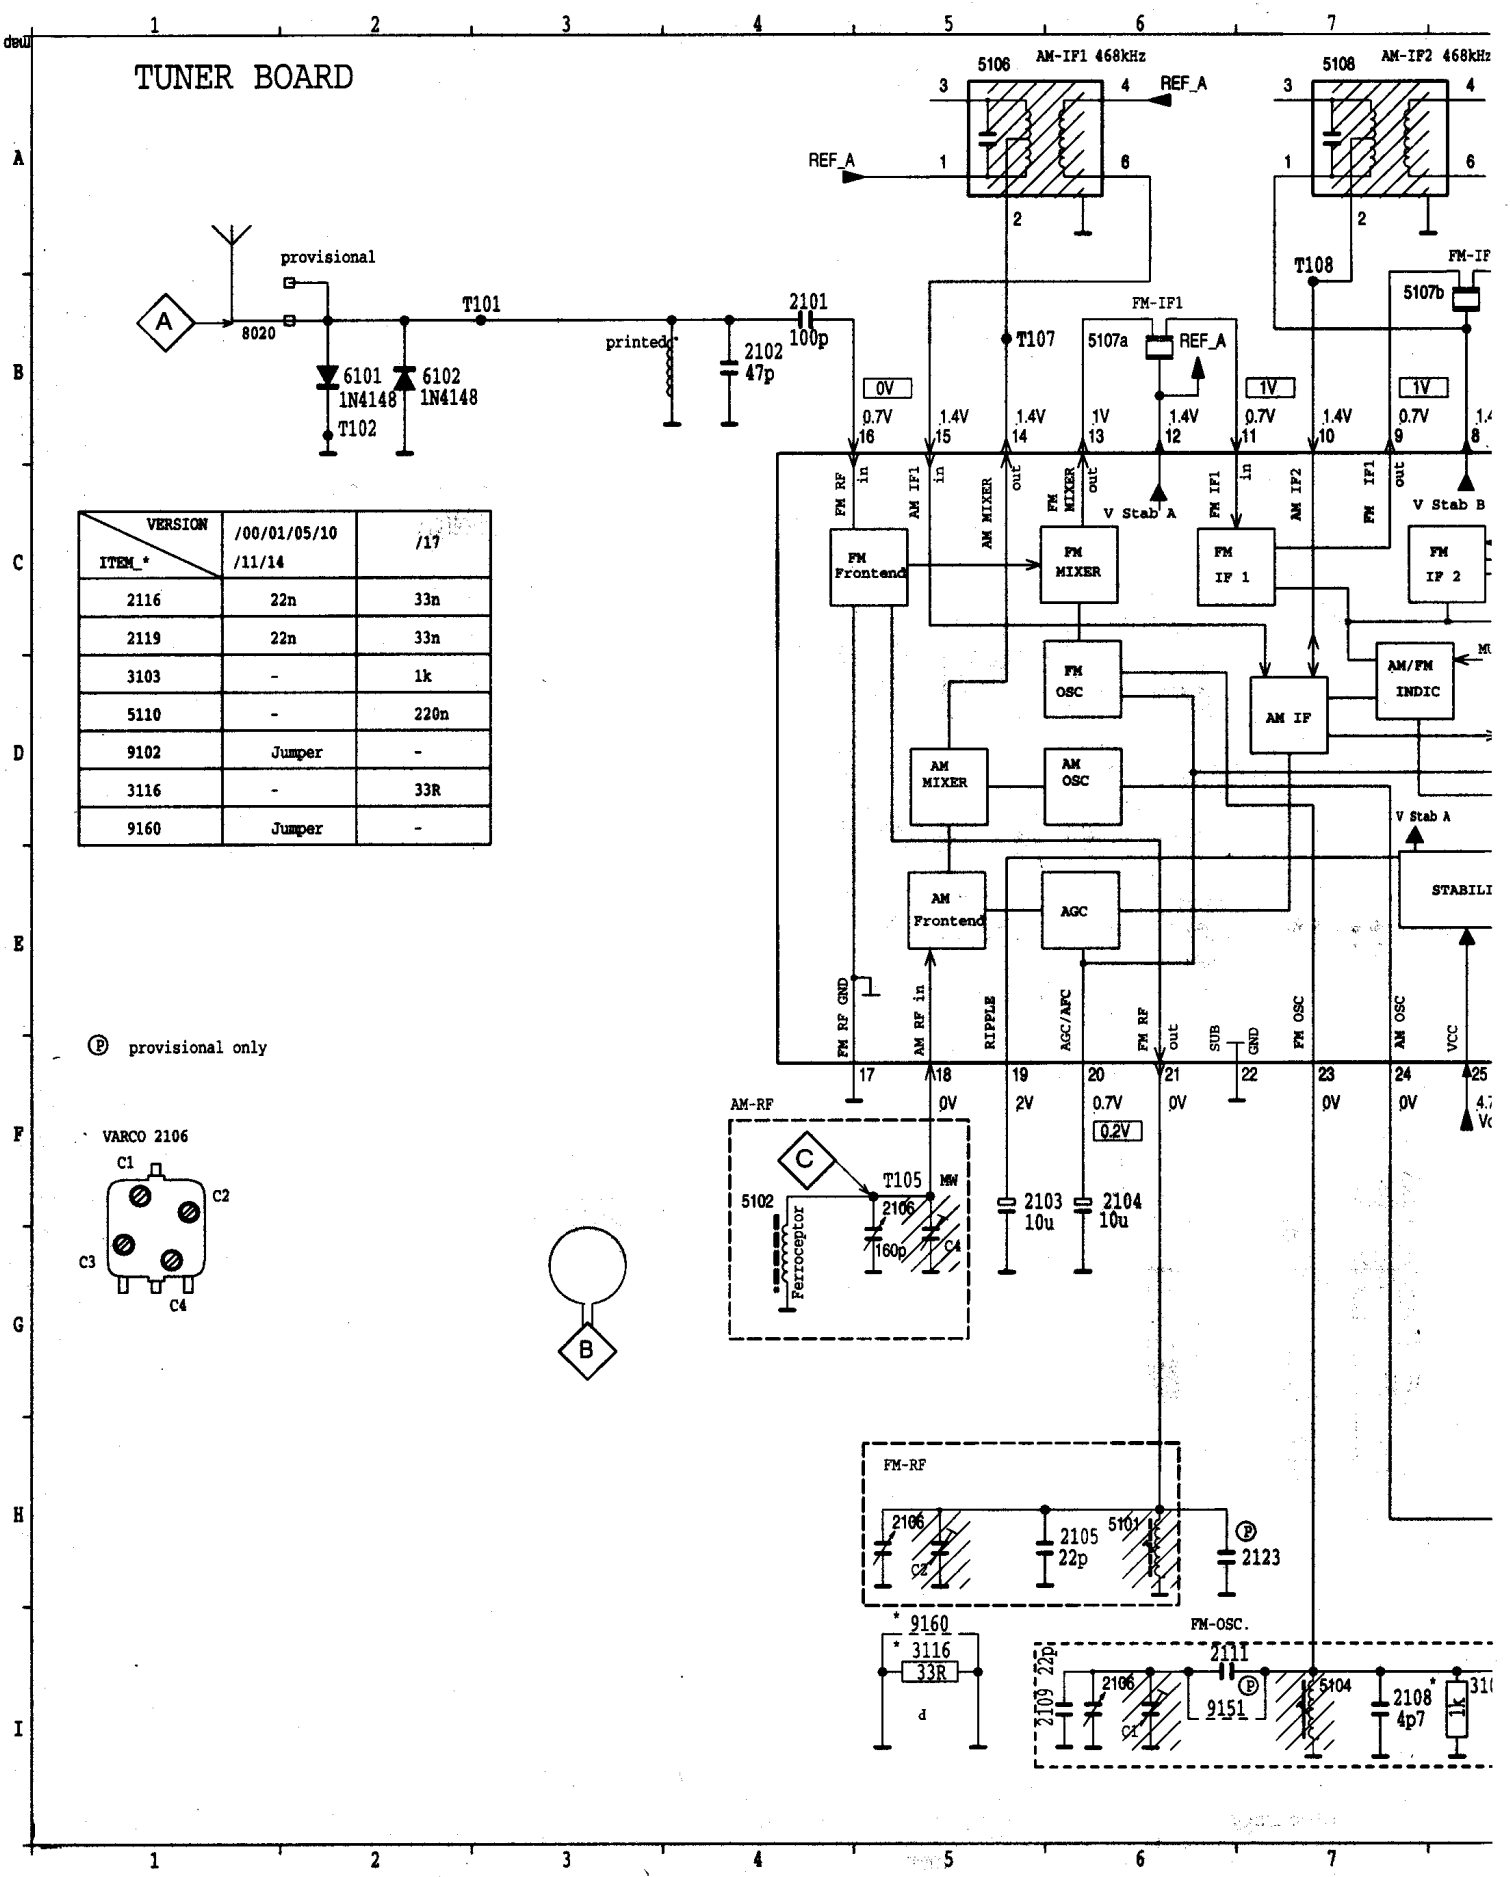 1 2 3 4 5 6 7
TUNER BOARD
5106
AM-IF1 468kHz
5108
AM-IF2 468kHz
3
4
REF_A
3
4
A
REF_A
1
6
1
6
2
2
provisional
T108
FM-IF
A
8020
T101
2101
100p
FM-IF1
5107b
printed
2102
47p
T107
5107a
REF_A
B
6101
1N4148
6102
1N4148
T102
0V
1V
1V
0.7V
1.4V
1.4V
1V
1.4V
0.7V
1.4V
0.7V
1.4
16
15
14
13
12
11
10
9
8
FM RF in
AM IF1 in
AM MIXER out
FM MIXER out
V Stab A
FM IF1 in
AM IF2
FM IF1 out
V Stab B
VERSION
ITEM_*
/00/01/05/10
/11/14
/17
2116 22n 33n
2119 22n 33n
3103 - 1k
5110 - 220n
9102 Jumper -
3116 - 33R
9160 Jumper -
C
FM
Frontend
FM
MIXER
FM
IF 1
FM
IF 2
FM
OSC
AM/FM
INDIC
AM IF
D
AM
MIXER
AM
OSC
V Stab A
AM
Frontend
AGC
STABILI
E
FM RF GND
AM RF in
RIPPLE
AGC/AFC
FM RF out
SUB GND
FM OSC
AM OSC
VCC
P provisional only
17
18
19
20
21
22
23
24
25
0V
2V
0.7V
0V
0V
0V
4.7
0.2V
F
AM-RF
VARCO 2106
C1
C2
C3
C4
C
T105
MW
5102
2106
160p
C4
Ferroceptor
2103
10u
2104
10u
G
B
FM-RF
H
2106
C2
2105
22p
5101
P
2123
* 9160
* 3116
33R
d
FM-OSC.
2109 22p
2106
C1
2111
P
9151
5104
2108
4p7
*
310
1k
I
1 2 3 4 5 6 7